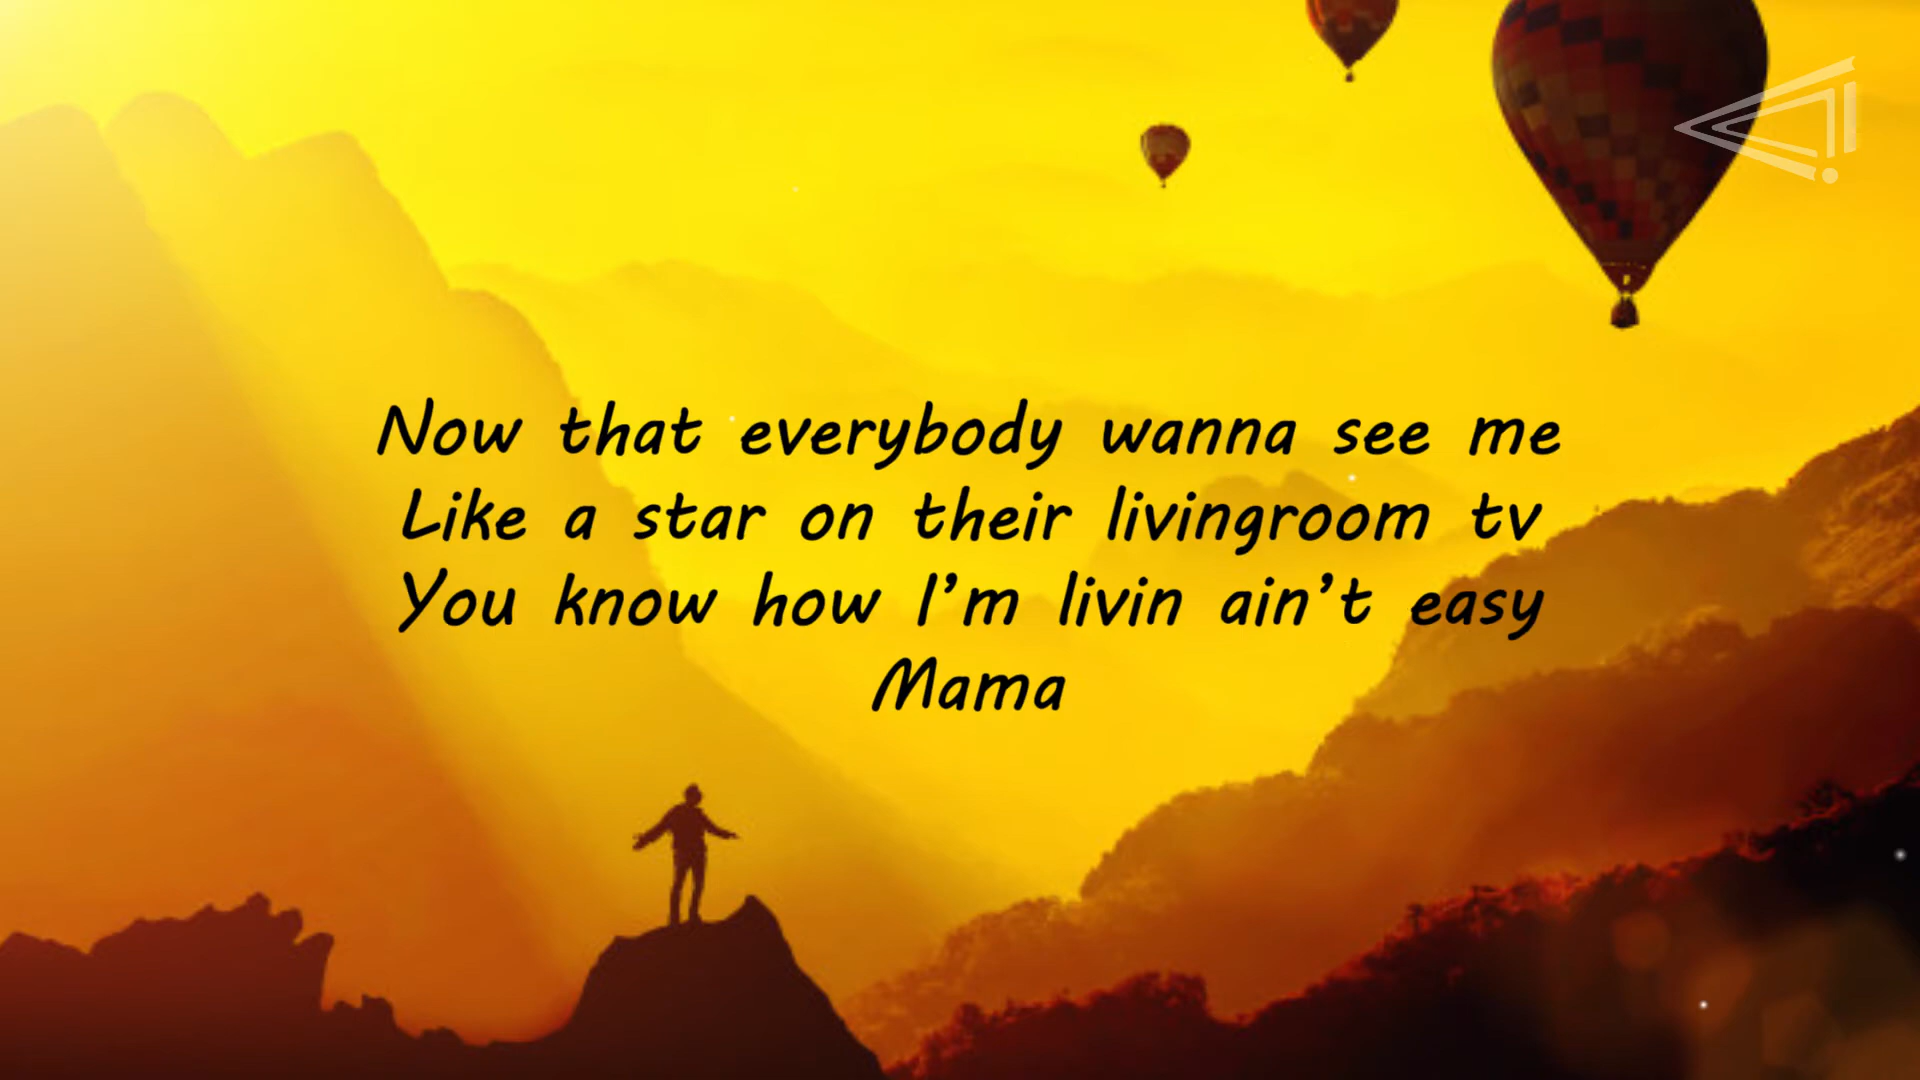 Now that everybody wanna see me
Like a star on their livingroom tv
You know how I’m livin ain’t easy
Mama